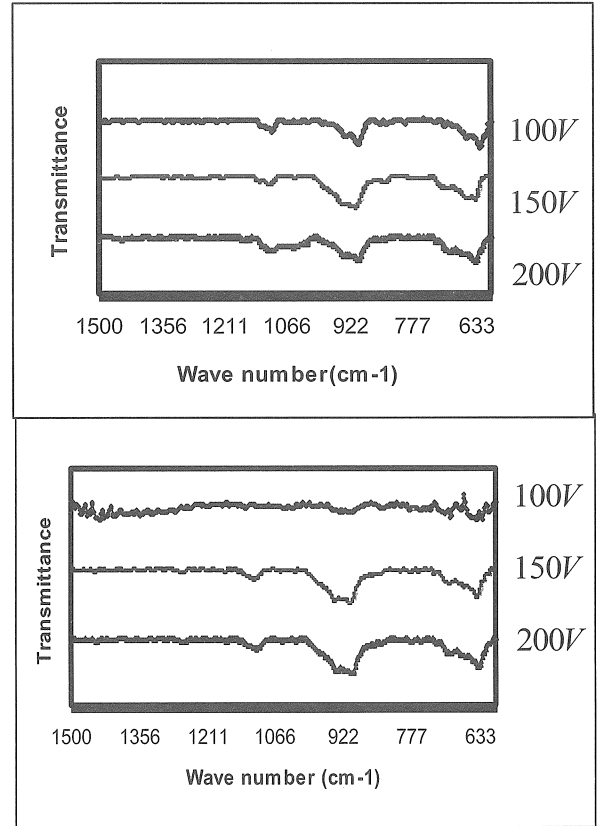 Transmittance
100V
150V
200V
1500 1356 1211 1066 922 777 633
Wave number(cm-1)
Transmittance
100V
150V
200V
1500 1356 1211 1066 922 777 633
Wave number (cm-1)